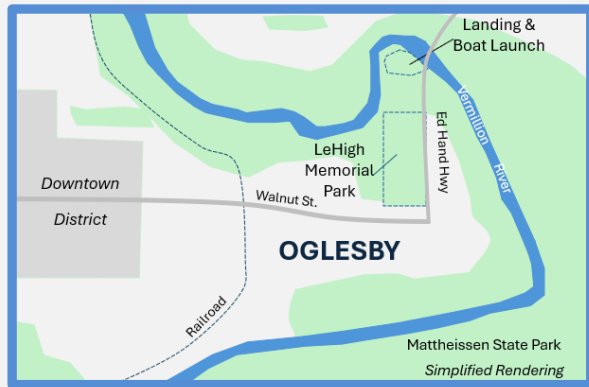 Landing &
Boat Launch
Vermillion
River
Ed Hand Hwy
LeHigh
Memorial
Park
Downtown
District
Walnut St.
OGLESBY
Railroad
Mattheissen State Park
Simplified Rendering